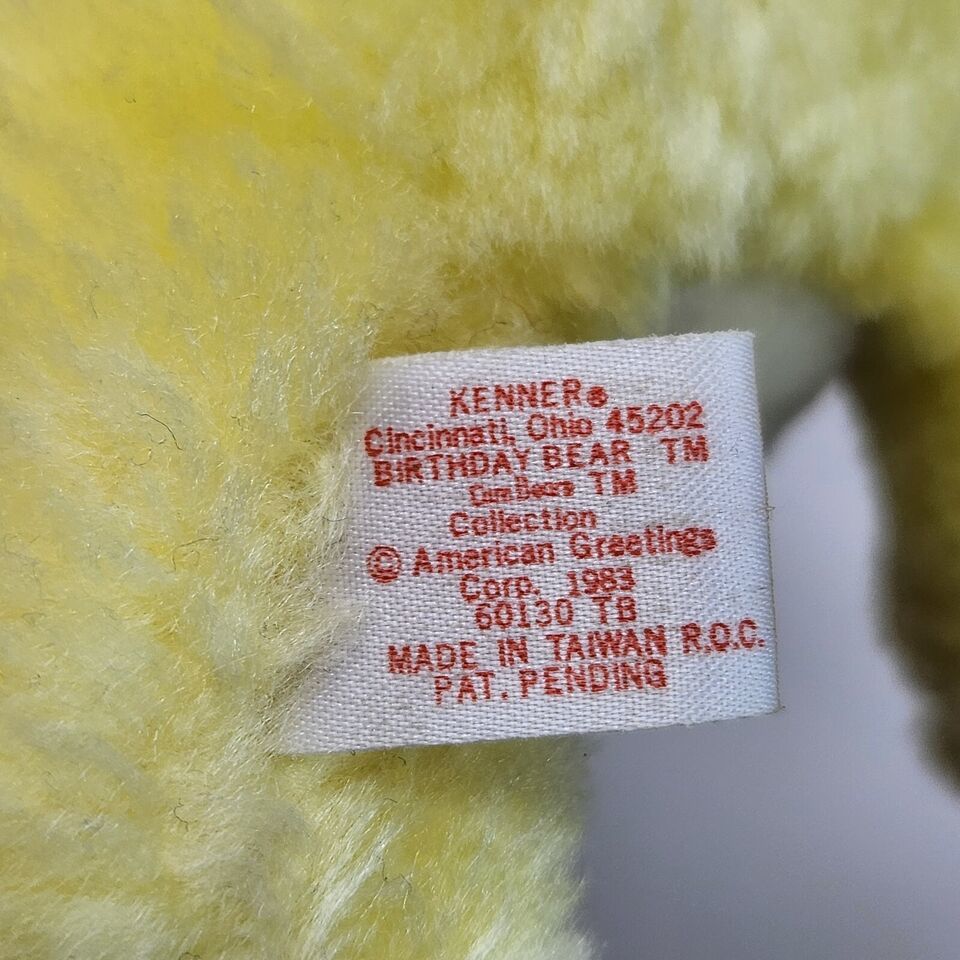 KENNER®
Cincinnati, Ohio 45202
BIRTHDAY BEAR TM
Care Bears TM
Collection
© American Greetings
Corp. 1983
60130 TB
MADE IN TAIWAN R.O.C.
PAT. PENDING